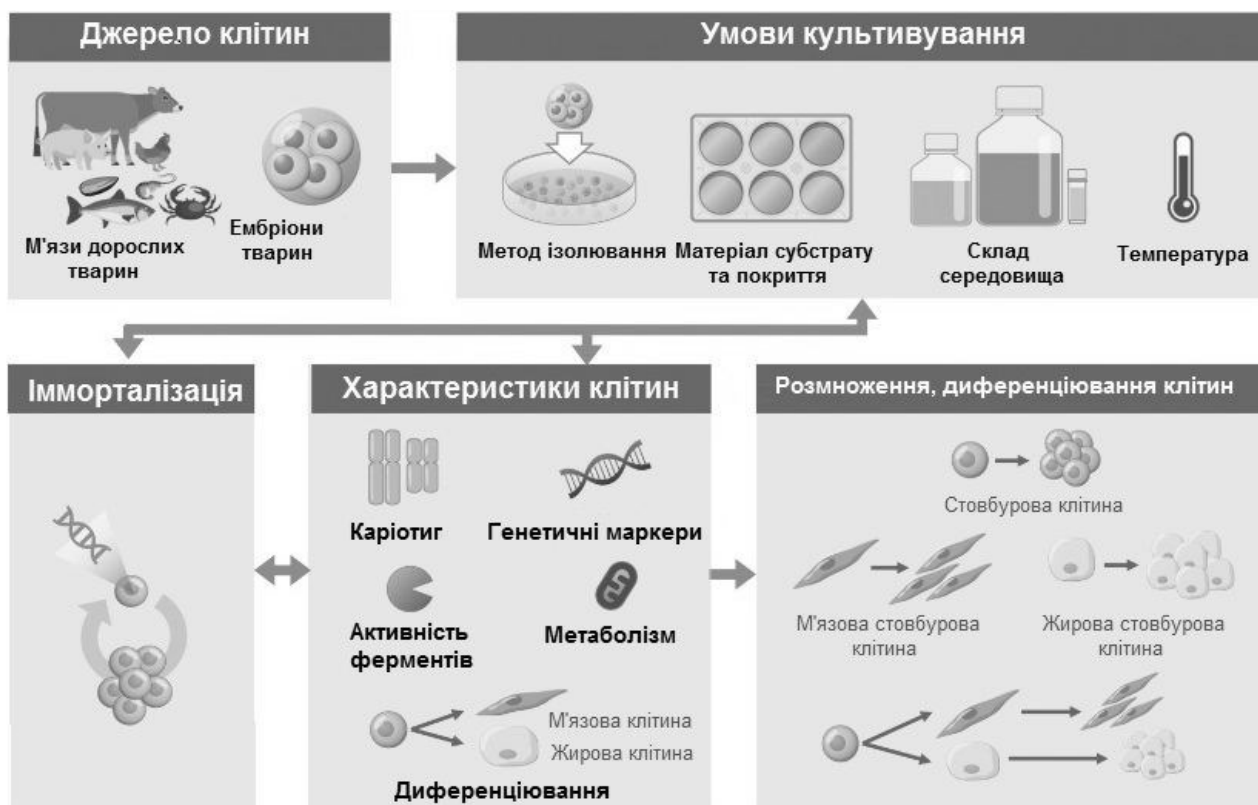 Джерело клітин
Умови культивування
М'язи дорослих
тварин
Ембріони
тварин
Метод ізолювання
Матеріал субстрату
та покриття
Склад
середовища
Температура
Імморталізація
Характеристики клітин
Розмноження, диференціювання клітин
Каріотиг
Генетичні маркери
Активність
ферментів
Метаболізм
М'язова клітина
Жирова клітина
Диференціювання
Стовбурова клітина
М'язова стовбурова
клітина
Жирова стовбурова
клітина